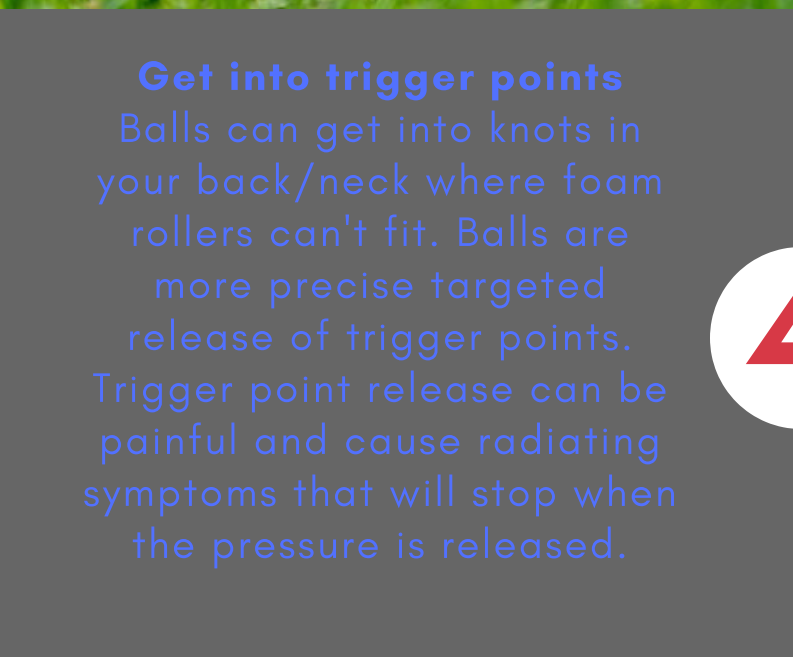 Get into trigger points
Balls can get into knots in
your back/neck where foam
rollers can't fit. Balls are
more precise targeted
release of trigger points.
Trigger point release can be
painful and cause radiating
symptoms that will stop when
the pressure is released.